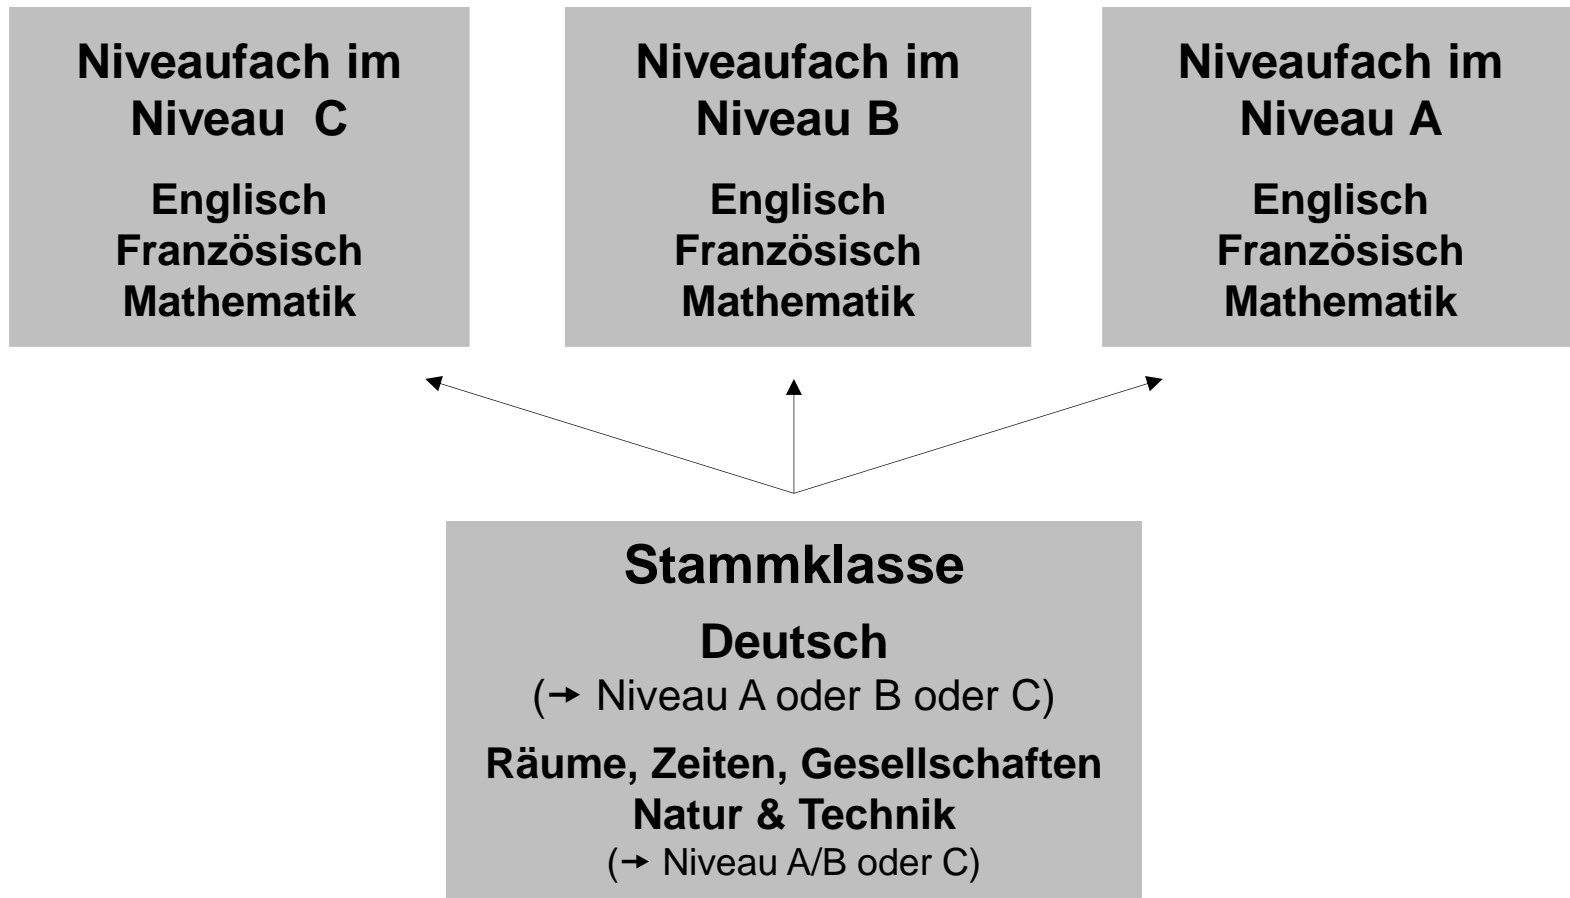 Niveaufach im
Niveau C
Englisch
Französisch
Mathematik
Niveaufach im
Niveau B
Englisch
Französisch
Mathematik
Niveaufach im
Niveau A
Englisch
Französisch
Mathematik
Stammklasse
Deutsch
(→ Niveau A oder B oder C)
Räume, Zeiten, Gesellschaften
Natur & Technik
(→ Niveau A/B oder C)